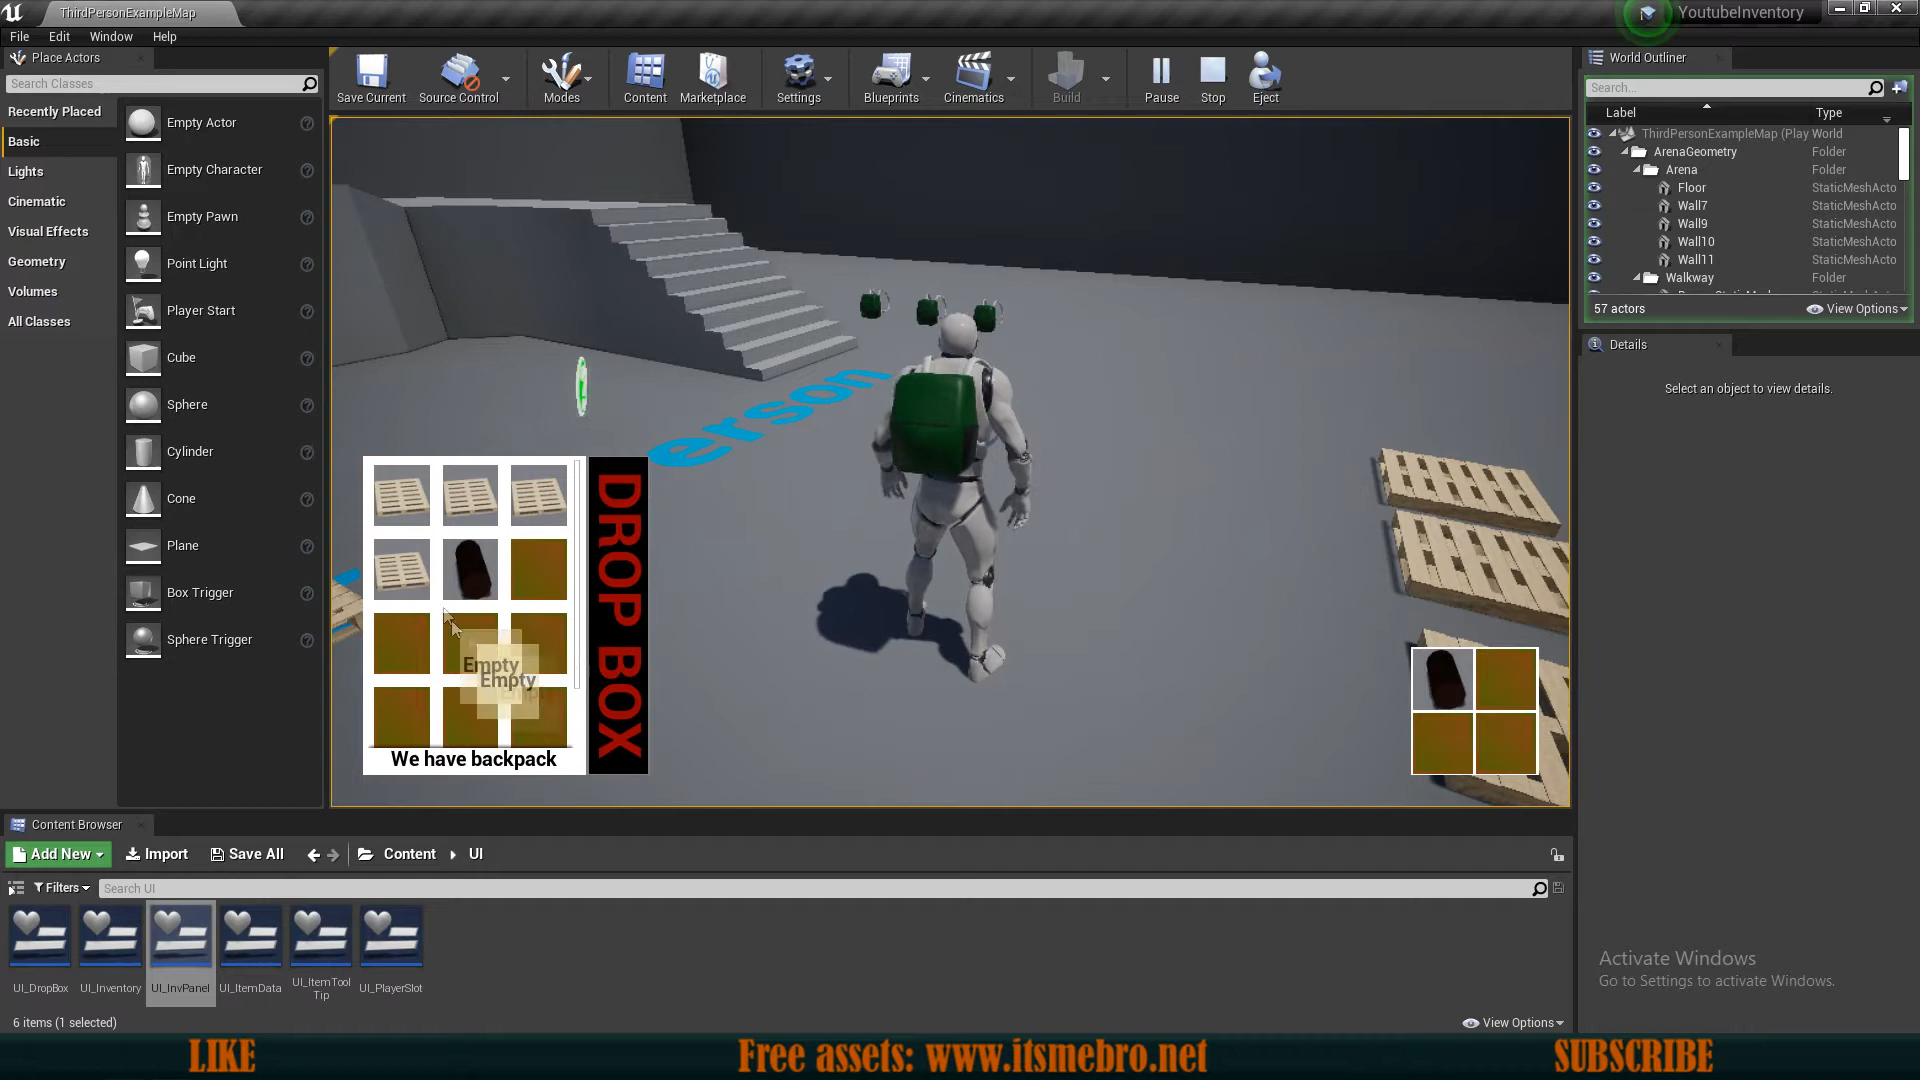 ThirdPersonExampleMap
YoutubeInventory
File Edit Window Help
Place Actors
Search Classes
Recently Placed
Basic
Lights
Cinematic
Visual Effects
Geometry
Volumes
All Classes
Empty Actor
Empty Character
Empty Pawn
Point Light
Player Start
Cube
Sphere
Cylinder
Cone
Plane
Box Trigger
Sphere Trigger
Save Current
Source Control
Modes
Content
Marketplace
Settings
Blueprints
Cinematics
Build
Pause
Stop
Eject
erson
DROP BOX
Empty
Empty
We have backpack
World Outliner
Search...
Label Type
ThirdPersonExampleMap (Play World
ArenaGeometry Folder
Arena Folder
Floor StaticMeshActo
Wall7 StaticMeshActo
Wall9 StaticMeshActo
Wall10 StaticMeshActo
Wall11 StaticMeshActo
Walkway Folder
57 actors
View Options
Details
Select an object to view details.
Content Browser
Add New Import Save All Content UI
Filters Search UI
UI_DropBox
UI_Inventory
UI_InvPanel
UI_ItemData
UI_ItemTool
Tip
UI_PlayerSlot
6 items (1 selected)
View Options
Activate Windows
Go to Settings to activate Windows.
LIKE
Free assets: www.itsmebro.net
SUBSCRIBE